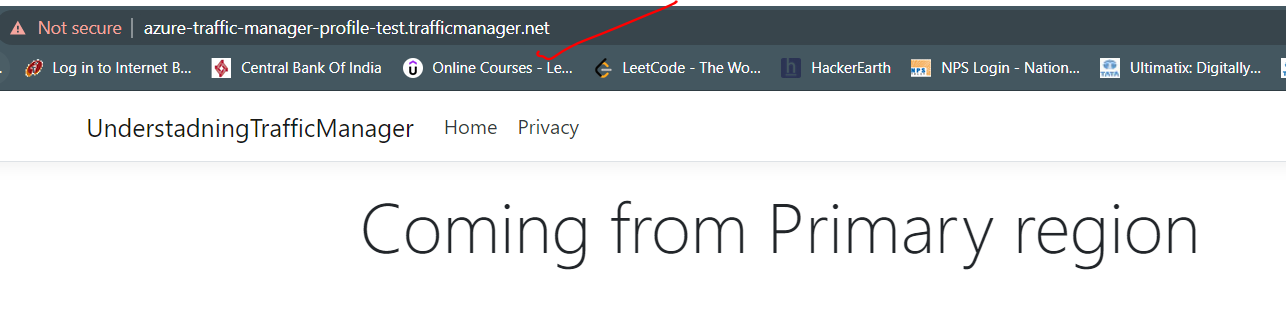 Not secure azure-traffic-manager-profile-test.trafficmanager.net
Log in to Internet B... Central Bank Of India Online Courses - Le... LeetCode - The Wo... HackerEarth NPS Login - Nation... Ultimatix: Digitally...
UnderstadningTrafficManager Home Privacy
Coming from Primary region